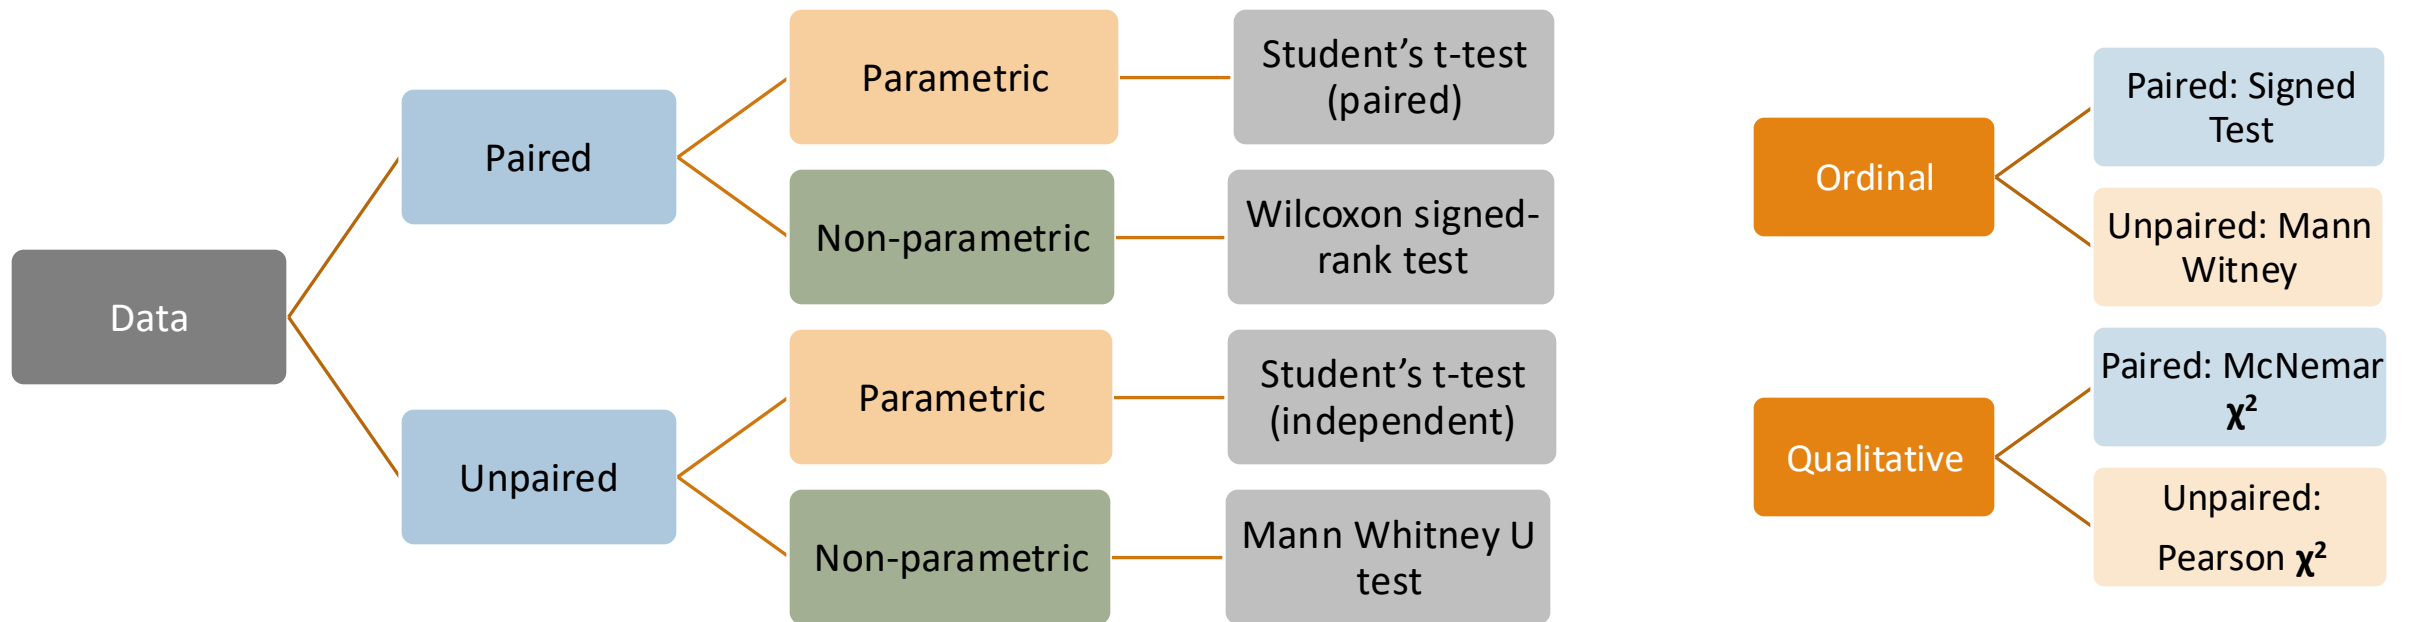 Data
Paired
Unpaired
Parametric
Non-parametric
Parametric
Non-parametric
Student’s t-test
(paired)
Wilcoxon signed-
rank test
Student’s t-test
(independent)
Mann Whitney U
test
Ordinal
Paired: Signed
Test
Unpaired: Mann
Witney
Qualitative
Paired: McNemar
χ²
Unpaired:
Pearson χ²